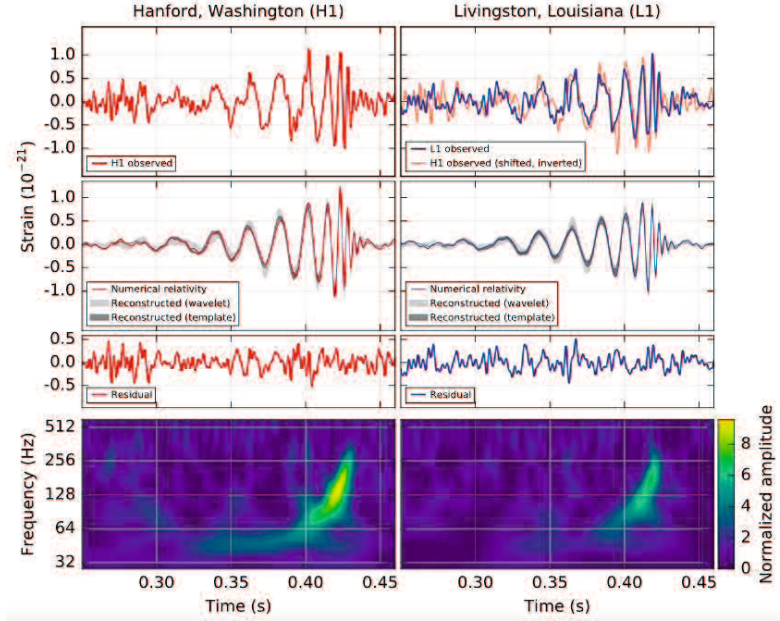 Hanford, Washington (H1)
Livingston, Louisiana (L1)
Strain (10⁻²¹)
1.0
0.5
0.0
-0.5
-1.0
H1 observed
L1 observed
H1 observed (shifted, inverted)
1.0
0.5
0.0
-0.5
-1.0
Numerical relativity
Reconstructed (wavelet)
Reconstructed (template)
Numerical relativity
Reconstructed (wavelet)
Reconstructed (template)
0.5
0.0
-0.5
Residual
Residual
Frequency (Hz)
512
256
128
64
32
0.30
0.35
0.40
0.45
Time (s)
0.30
0.35
0.40
0.45
Time (s)
8
6
4
2
0
Normalized amplitude